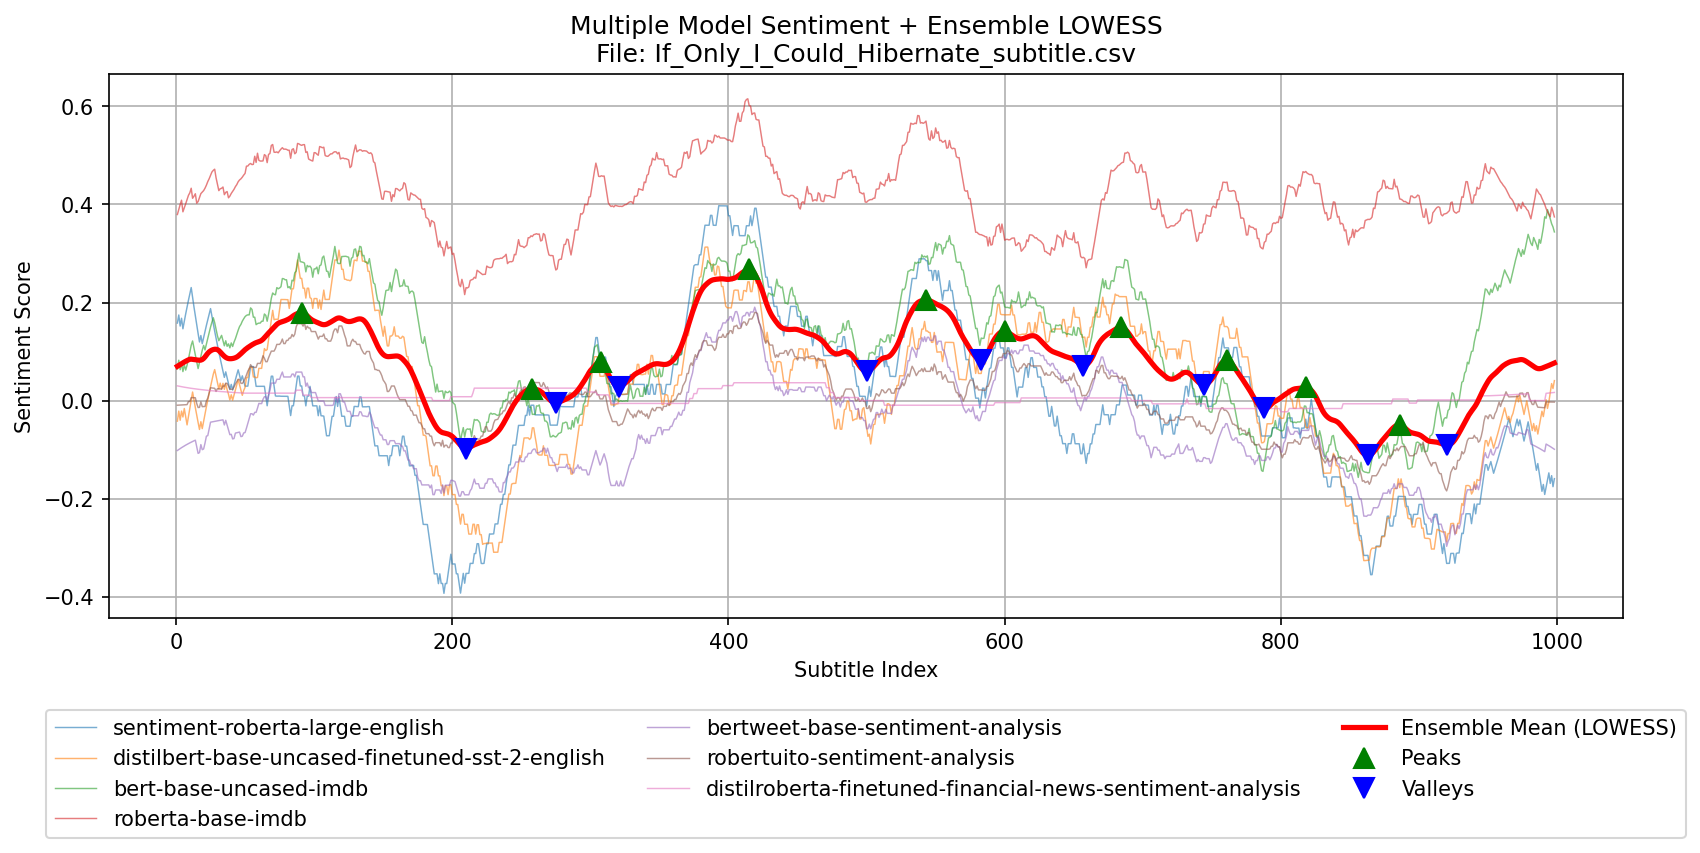 Multiple Model Sentiment + Ensemble LOWESS
File: If_Only_I_Could_Hibernate_subtitle.csv
Sentiment Score
0.6
0.4
0.2
0.0
−0.2
−0.4
0 200 400 600 800 1000
Subtitle Index
sentiment-roberta-large-english
distilbert-base-uncased-finetuned-sst-2-english
bert-base-uncased-imdb
roberta-base-imdb
bertweet-base-sentiment-analysis
robertuito-sentiment-analysis
distilroberta-finetuned-financial-news-sentiment-analysis
Ensemble Mean (LOWESS)
Peaks
Valleys